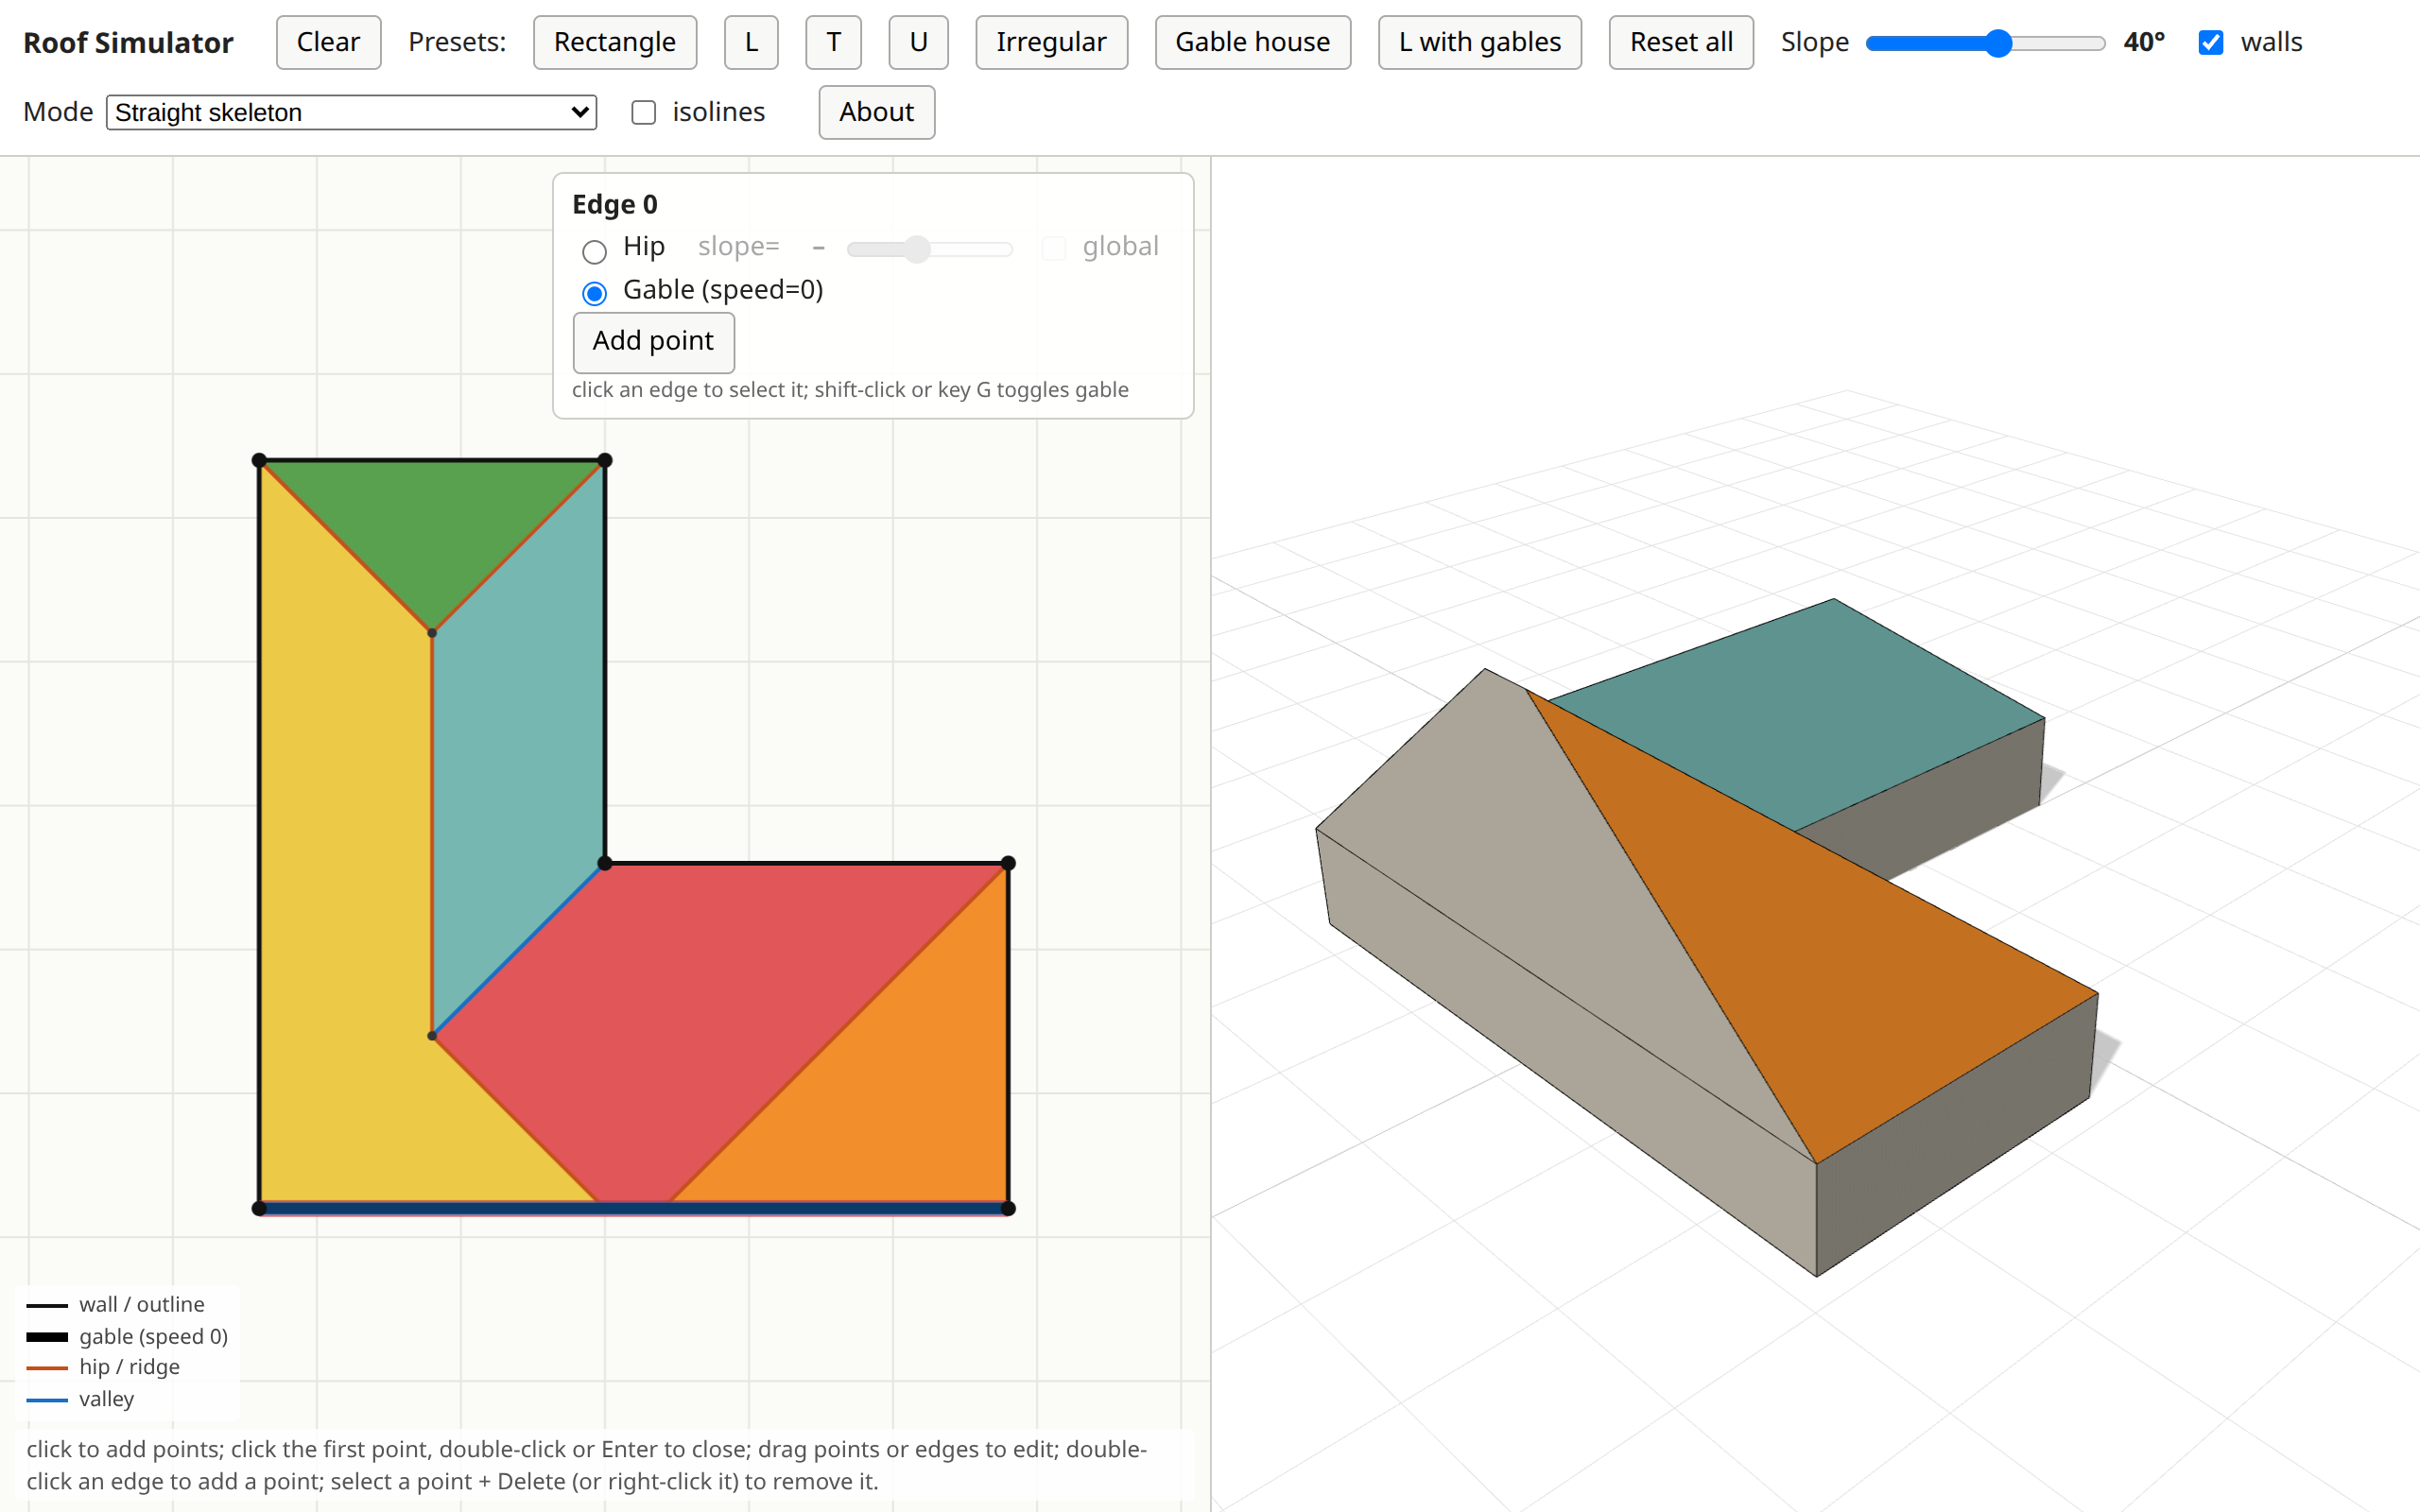 Roof Simulator Clear Presets: Rectangle L T U Irregular Gable house L with gables Reset all Slope 40° walls
Mode Straight skeleton isolines About
Edge 0
Hip slope= – global
Gable (speed=0)
Add point
click an edge to select it; shift-click or key G toggles gable
wall / outline
gable (speed 0)
hip / ridge
valley
click to add points; click the first point, double-click or Enter to close; drag points or edges to edit; double-
click an edge to add a point; select a point + Delete (or right-click it) to remove it.